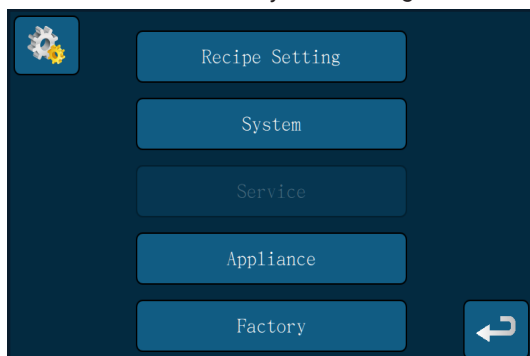 Recipe Setting
System
Service
Appliance
Factory